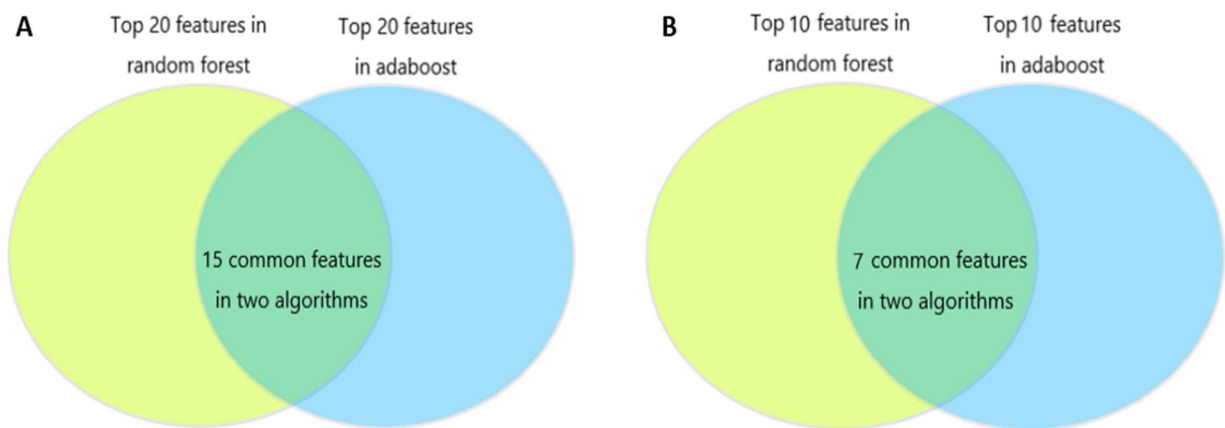 A
Top 20 features in
random forest
Top 20 features
in adaboost
15 common features
in two algorithms
B
Top 10 features in
random forest
Top 10 features
in adaboost
7 common features
in two algorithms